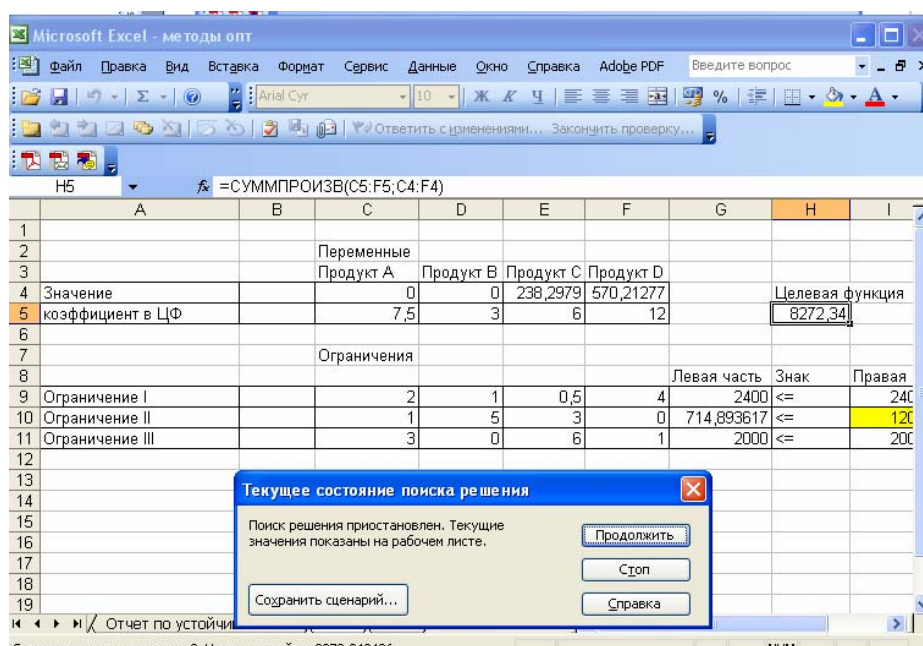 Microsoft Excel - методы опт
Файл Правка Вид Вставка Формат Сервис Данные Окно Справка Adobe PDF Введите вопрос
Arial Cyr 10 Ж К Ч
Ответить с изменениями... Закончить проверку...
H5 fx =СУММПРОИЗВ(C5:F5;C4:F4)
A B C D E F G H I
1
2 Переменные
3 Продукт A Продукт B Продукт C Продукт D
4 Значение 0 0 238,2979 570,21277 Целевая функция
5 коэффициент в ЦФ 7,5 3 6 12 8272,34
6
7 Ограничения
8 Левая часть Знак Правая
9 Ограничение I 2 1 0,5 4 2400 <= 240
10 Ограничение II 1 5 3 0 714,893617 <= 120
11 Ограничение III 3 0 6 1 2000 <= 200
12
13
14
15
16
17
18
19
Текущее состояние поиска решения
Поиск решения приостановлен. Текущие
значения показаны на рабочем листе.
Продолжить
Стоп
Сохранить сценарий...
Справка
Отчет по устойчи
NUM